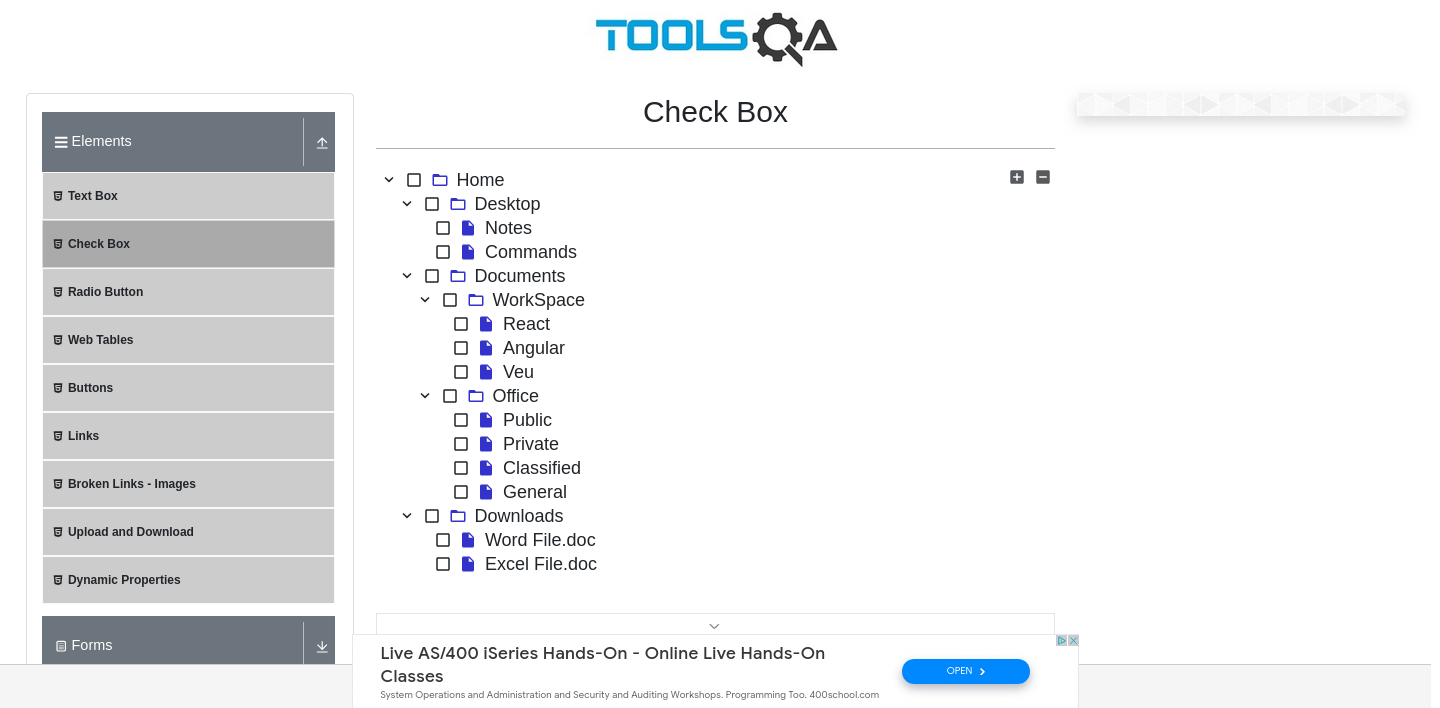 TOOLSQA
Elements
Text Box
Check Box
Radio Button
Web Tables
Buttons
Links
Broken Links - Images
Upload and Download
Dynamic Properties
Forms
Check Box
Home
Desktop
Notes
Commands
Documents
WorkSpace
React
Angular
Veu
Office
Public
Private
Classified
General
Downloads
Word File.doc
Excel File.doc
Live AS/400 iSeries Hands-On - Online Live Hands-On
Classes
System Operations and Administration and Security and Auditing Workshops. Programming Too. 400school.com
OPEN